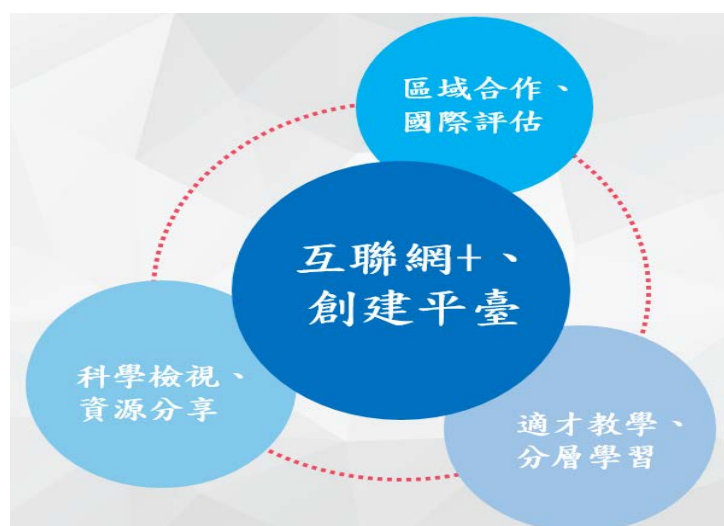 區域合作、
國際評估
互聯網+、
創建平臺
科學檢視、
資源分享
適才教學、
分層學習